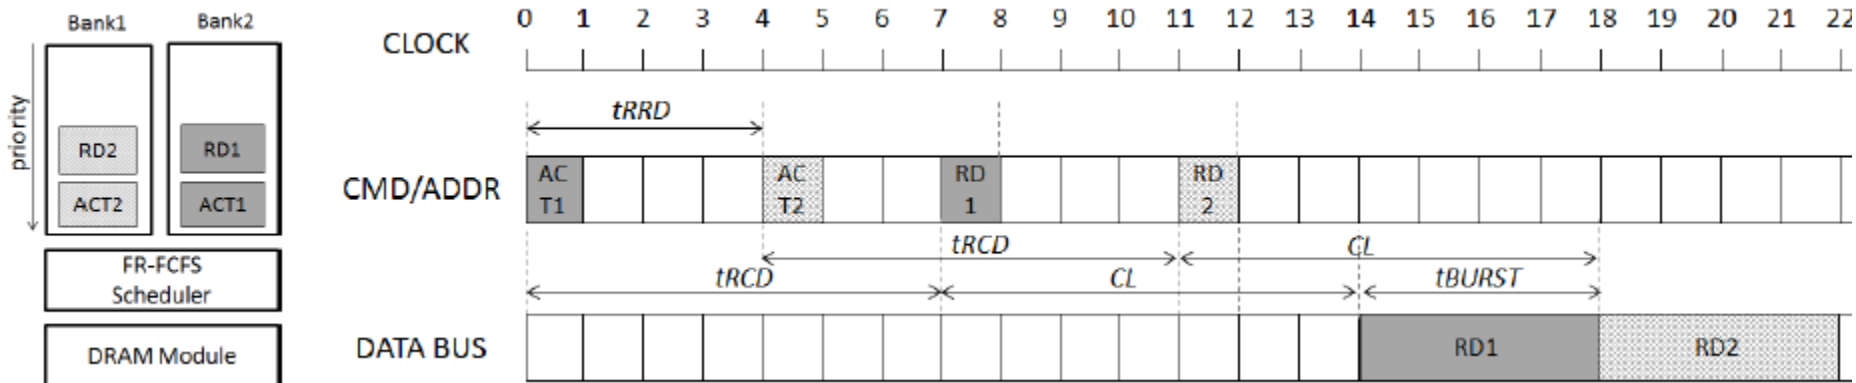 Bank1
Bank2
priority
RD2
RD1
ACT2
ACT1
FR-FCFS
Scheduler
DRAM Module
CLOCK
0 1 2 3 4 5 6 7 8 9 10 11 12 13 14 15 16 17 18 19 20 21 22
tRRD
CMD/ADDR
AC
T1
AC
T2
RD
1
RD
2
tRCD
CL
tRCD
CL
tBURST
DATA BUS
RD1
RD2